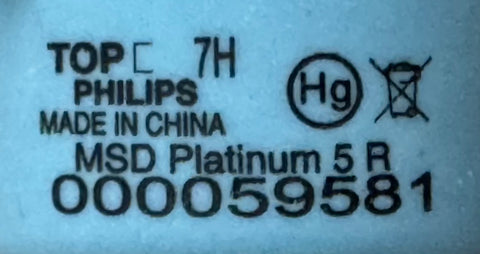 TOP 7H
PHILIPS
Hg
MADE IN CHINA
MSD Platinum 5 R
000059581